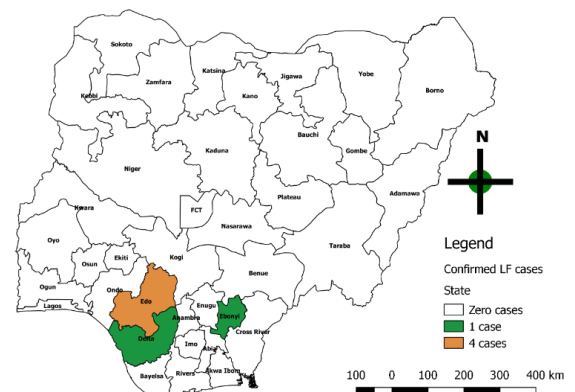 Sokoto
Katsina
Jigawa
Yobe
Borno
Zamfara
Kebbi
Kano
Bauchi
Gombe
Kaduna
Niger
Adamawa
Plateau
FCT
Nasarawa
Kwara
Taraba
Oyo
Kogi
Osun
Ekiti
Benue
Ogun
Ondo
Edo
Lagos
Enugu
Anambra
Ebonyi
Cross River
Delta
Imo
Abia
Bayelsa
Rivers
Akwa Ibom
N
Legend
Confirmed LF cases
State
Zero cases
1 case
4 cases
100 0 100 200 300 400 km